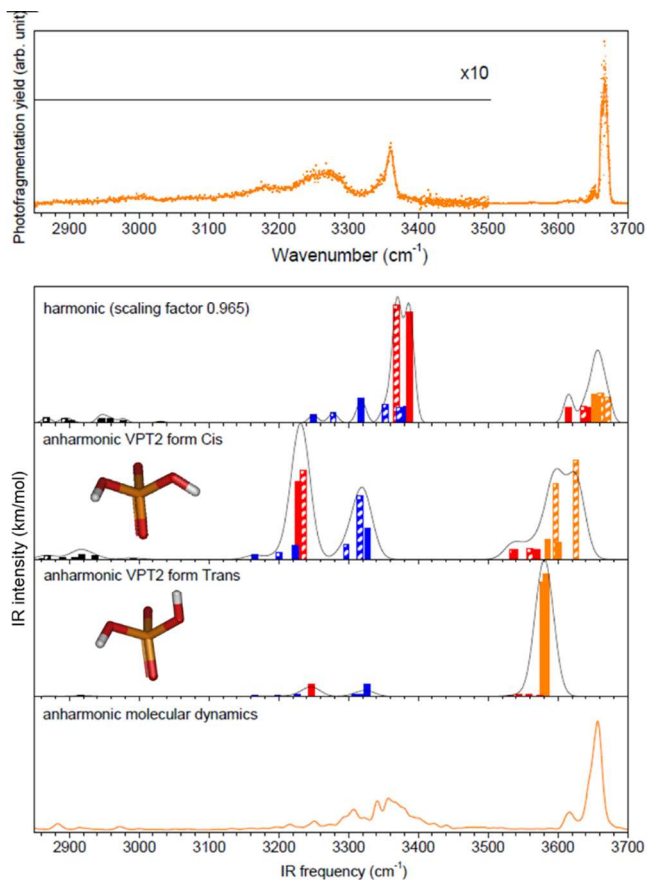 Photofragmentation yield (arb. unit)
x10
2900 3000 3100 3200 3300 3400 3500 3600 3700
Wavenumber (cm-1)
IR intensity (km/mol)
harmonic (scaling factor 0.965)
anharmonic VPT2 form Cis
anharmonic VPT2 form Trans
anharmonic molecular dynamics
2900 3000 3100 3200 3300 3400 3500 3600 3700
IR frequency (cm-1)